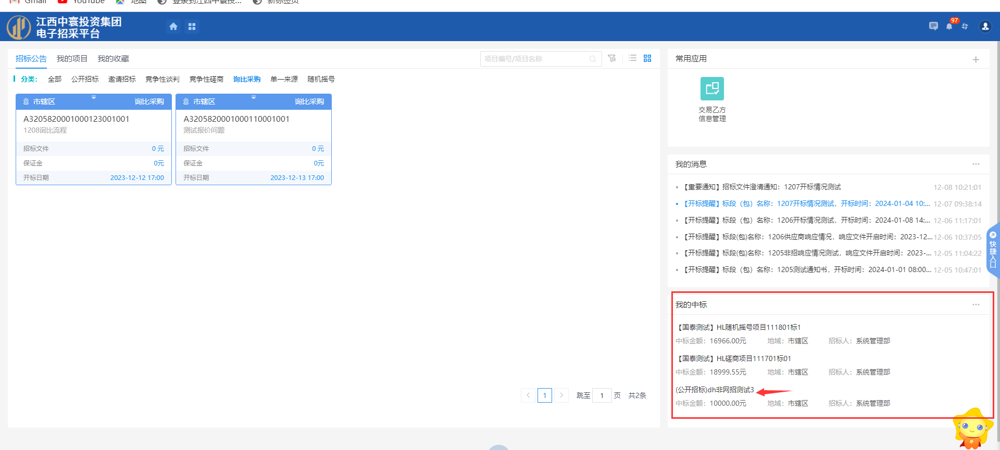 Gmail YouTube 地图 登录到江西中寰投... 新标签页
江西中寰投资集团
电子招采平台
97
招标公告 我的项目 我的收藏
项目编号/项目名称
分类： 全部 公开招标 邀请招标 竞争性谈判 竞争性磋商 询比采购 单一来源 随机摇号
市辖区 询比采购
A3205820001000123001001
1208询比流程
招标文件 0 元
保证金 0元
开标日期 2023-12-12 17:00
市辖区 询比采购
A3205820001000110001001
测试报价问题
招标文件 0 元
保证金 0元
开标日期 2023-12-13 17:00
1 跳至 1 页 共2条
常用应用
交易乙方
信息管理
我的消息
【重要通知】招标文件澄清通知：1207开标情况测试 12-08 10:21:01
【开标提醒】标段（包）名称：1207开标情况测试，开标时间：2024-01-04 10:... 12-07 09:38:14
【开标提醒】标段（包）名称：1206开标情况测试，开标时间：2024-01-08 14:... 12-06 11:17:01
【开标提醒】标段(包)名称：1206供应商响应情况，响应文件开启时间：2023-12... 12-06 10:37:05
【开标提醒】标段(包)名称：1205非招响应情况测试，响应文件开启时间：2023-... 12-05 11:04:22
【开标提醒】标段（包）名称：1205测试通知书，开标时间：2024-01-01 08:00... 12-05 10:47:01
快捷入口
我的中标
【国泰测试】HL随机摇号项目111801标1
中标金额：16966.00元 地域：市辖区 招标人：系统管理部
【国泰测试】HL磋商项目111701标01
中标金额：18999.55元 地域：市辖区 招标人：系统管理部
(公开招标)dh非网招测试3
中标金额：10000.00元 地域：市辖区 招标人：系统管理部